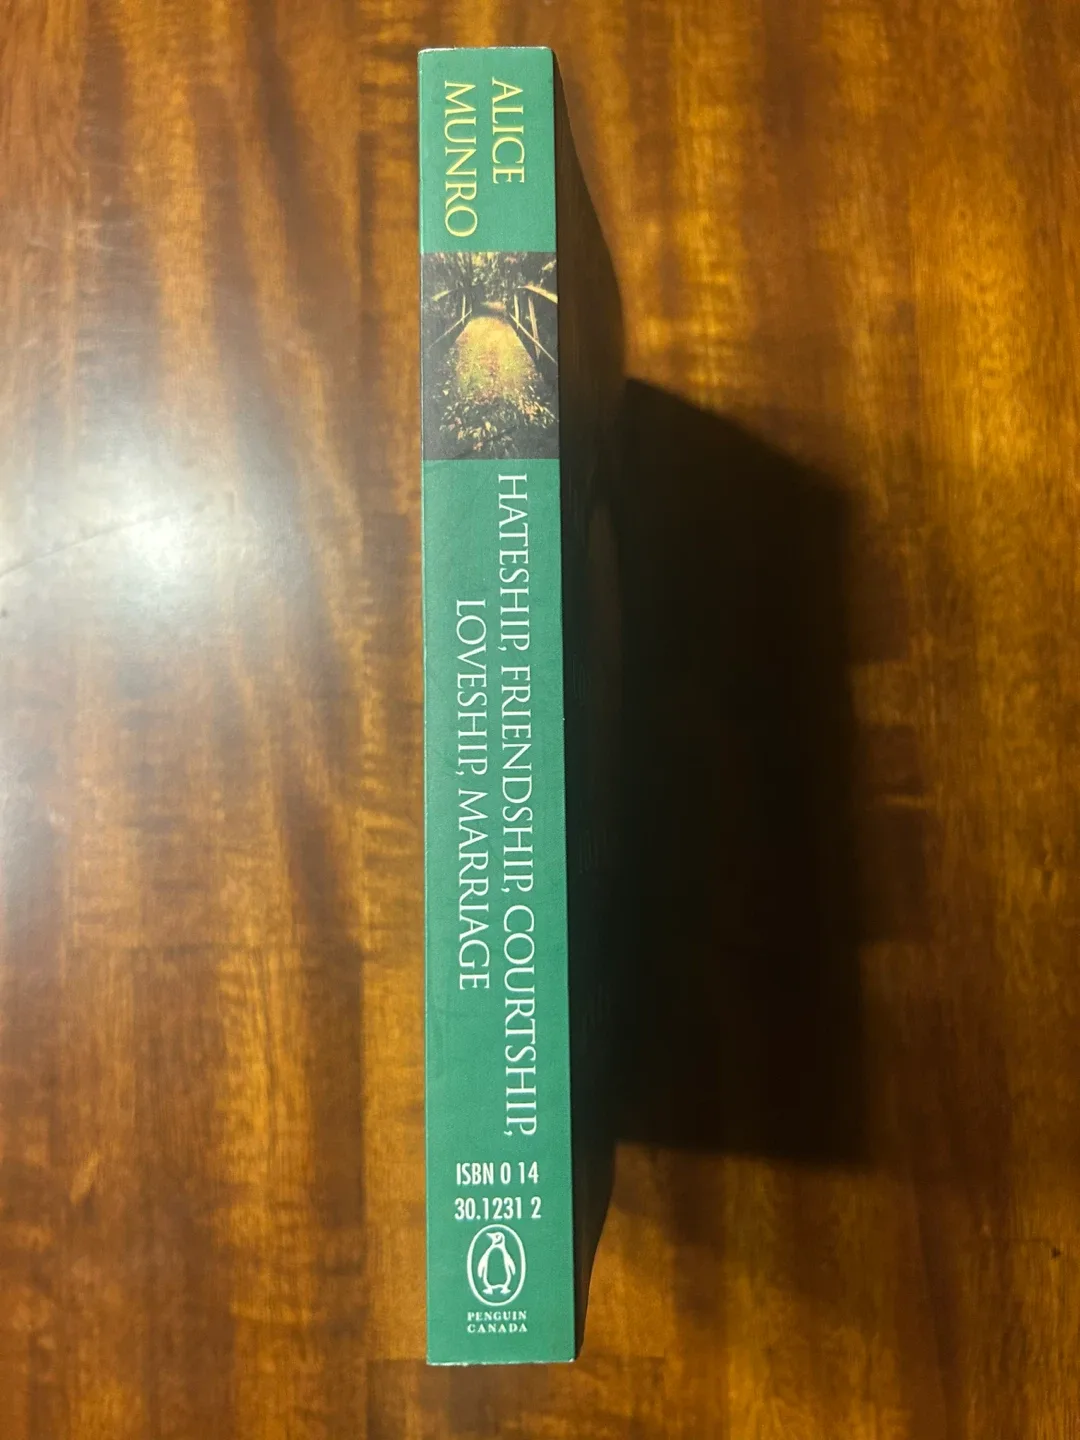 ALICE
MUNRO
HATESHIP, FRIENDSHIP, COURTSHIP,
LOVESHIP, MARRIAGE
ISBN 0 14
30.1231 2
PENGUIN
CANADA